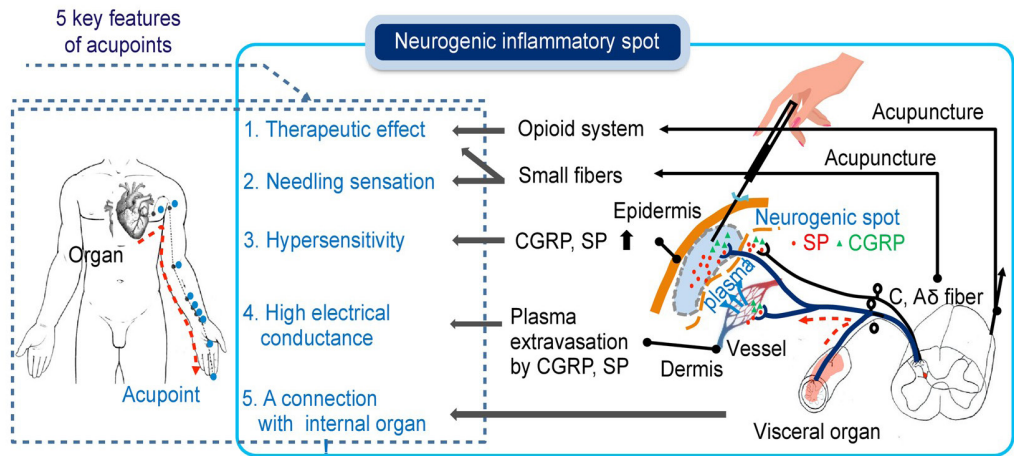 5 key features
of acupoints
Neurogenic inflammatory spot
1. Therapeutic effect
Opioid system
Acupuncture
2. Needling sensation
Small fibers
Acupuncture
3. Hypersensitivity
CGRP, SP
Epidermis
Neurogenic spot
SP
CGRP
Organ
plasma
C, Aδ fiber
4. High electrical
conductance
Plasma
extravasation
by CGRP, SP
Vessel
Dermis
Acupoint
5. A connection
with internal organ
Visceral organ